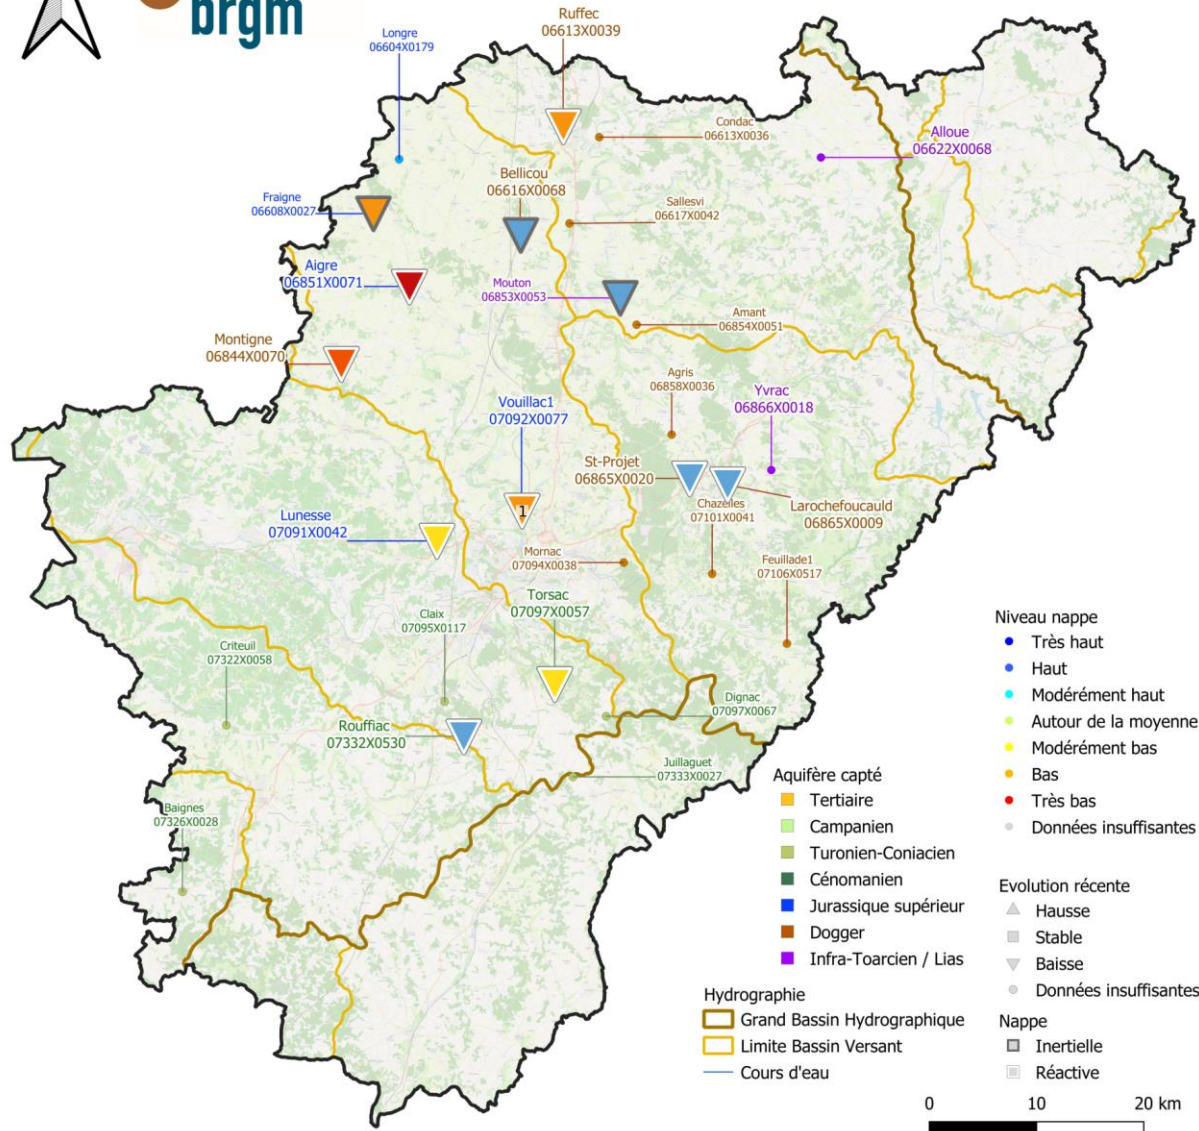 brgm
Ruffec
06613X0039
Longre
06604X0179
Condac
06613X0036
Alloue
06622X0068
Bellicou
06616X0068
Fraigne
06608X0027
Sallesvi
06617X0042
Aigre
06851X0071
Mouton
06853X0053
Amant
06854X0051
Montigne
06844X0070
Agris
06858X0036
Yvrac
06866X0018
Vouillac1
07092X0077
St-Projet
06865X0020
Larochefoucauld
06865X0009
Chazelles
07101X0041
1
Lunesse
07091X0042
Mornac
07094X0038
Feuillade1
07106X0517
Torsac
07097X0057
Claix
07095X0117
Criteuil
07322X0058
Dignac
07097X0067
Rouffiac
07332X0530
Juillaguet
07333X0027
Baignes
07326X0028
Niveau nappe
Très haut
Haut
Modérément haut
Autour de la moyenne
Modérément bas
Bas
Très bas
Données insuffisantes
Aquifère capté
Tertiaire
Campanien
Turonien-Coniacien
Cénomanien
Jurassique supérieur
Dogger
Infra-Toarcien / Lias
Evolution récente
Hausse
Stable
Baisse
Données insuffisantes
Hydrographie
Grand Bassin Hydrographique
Limite Bassin Versant
Cours d'eau
Nappe
Inertielle
Réactive
0 10 20 km